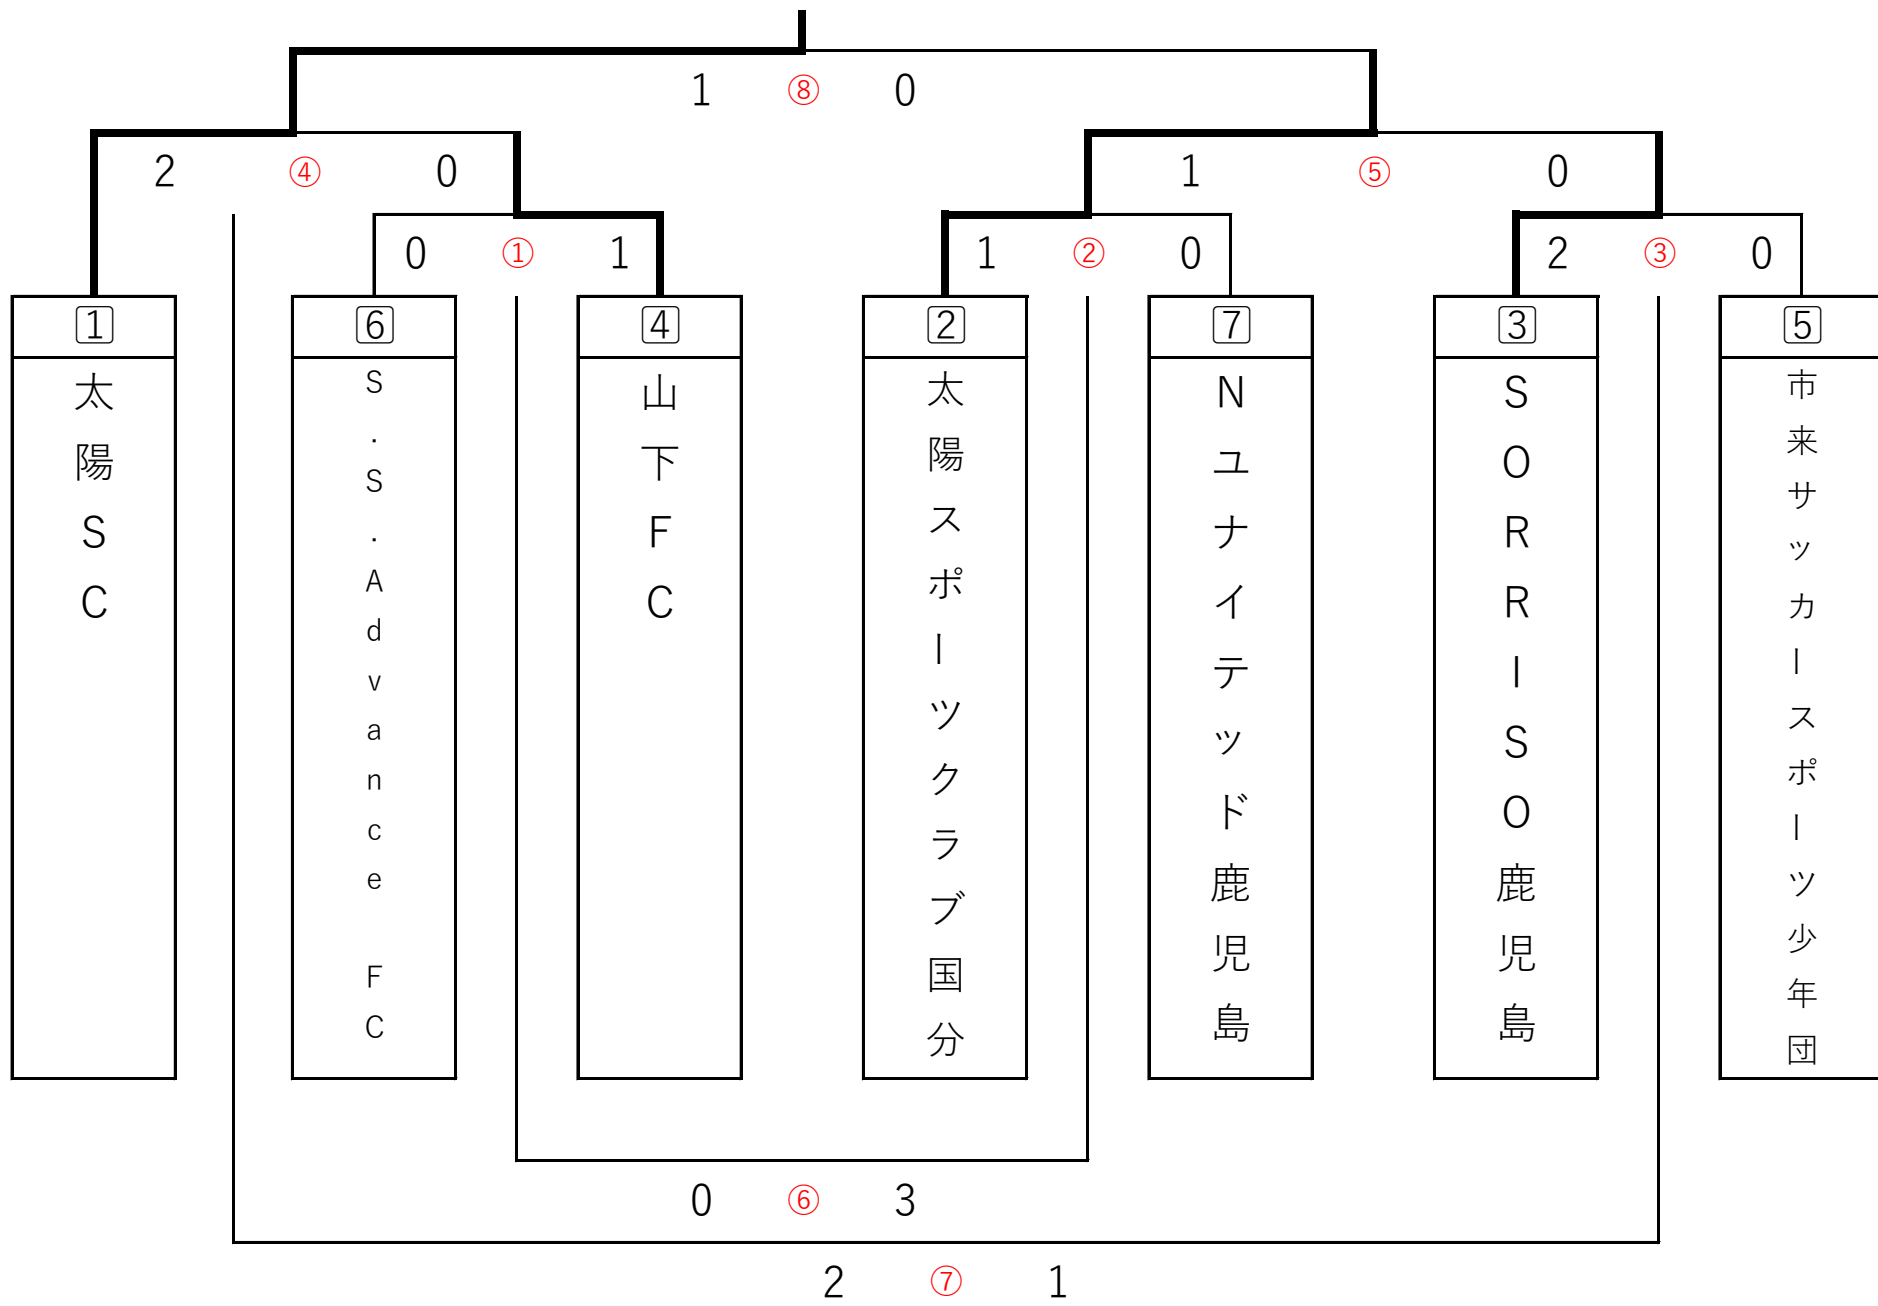 1 ⑧ 0
2 ④ 0 1 ⑤ 0
0 ① 1 1 ② 0 2 ③ 0
1 6 4 2 7 3 5
太陽SC
S.S.Advance FC
山下FC
太陽スポーツクラブ国分
Nユナイテッド鹿児島
SORRISO鹿児島
市来サッカースポーツ少年団
0 ⑥ 3
2 ⑦ 1